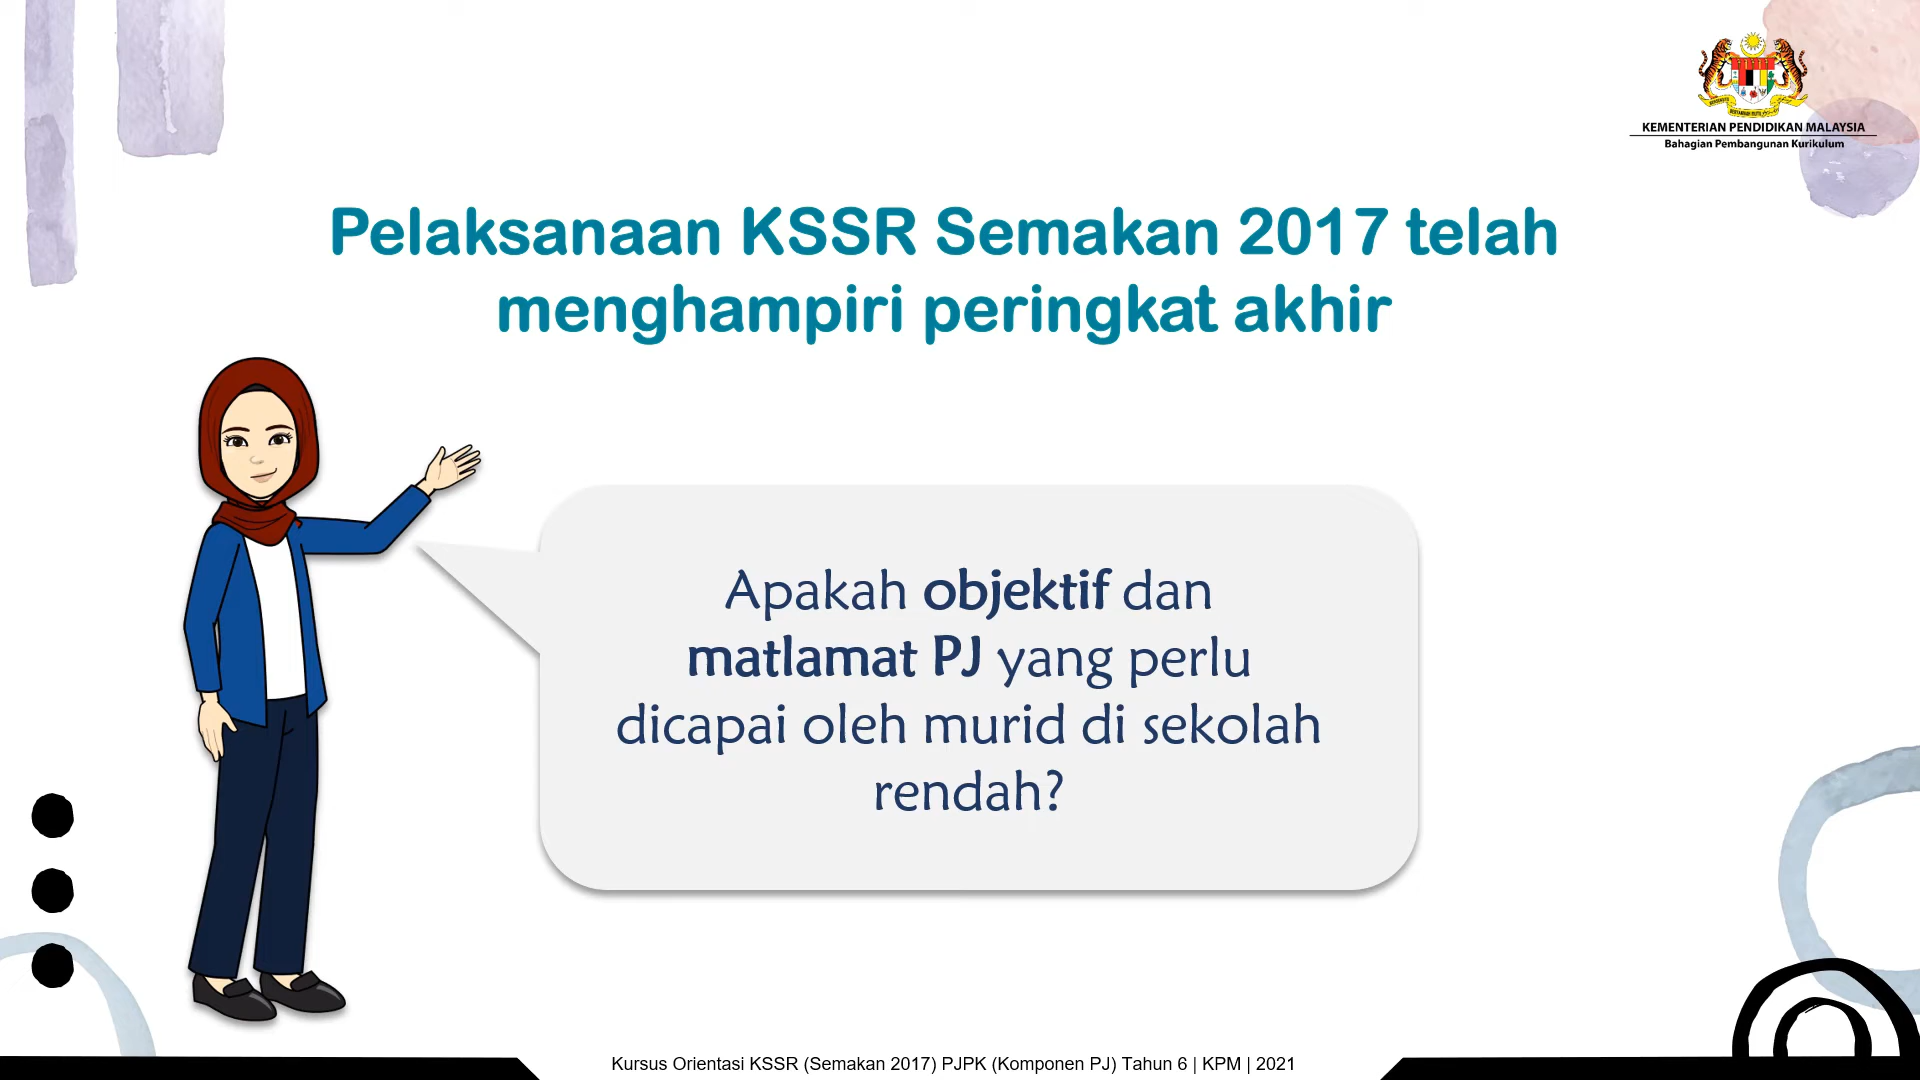 KEMENTERIAN PENDIDIKAN MALAYSIA
Bahagian Pembangunan Kurikulum
Pelaksanaan KSSR Semakan 2017 telah
menghampiri peringkat akhir
Apakah objektif dan
matlamat PJ yang perlu
dicapai oleh murid di sekolah
rendah?
Kursus Orientasi KSSR (Semakan 2017) PJPK (Komponen PJ) Tahun 6 | KPM | 2021